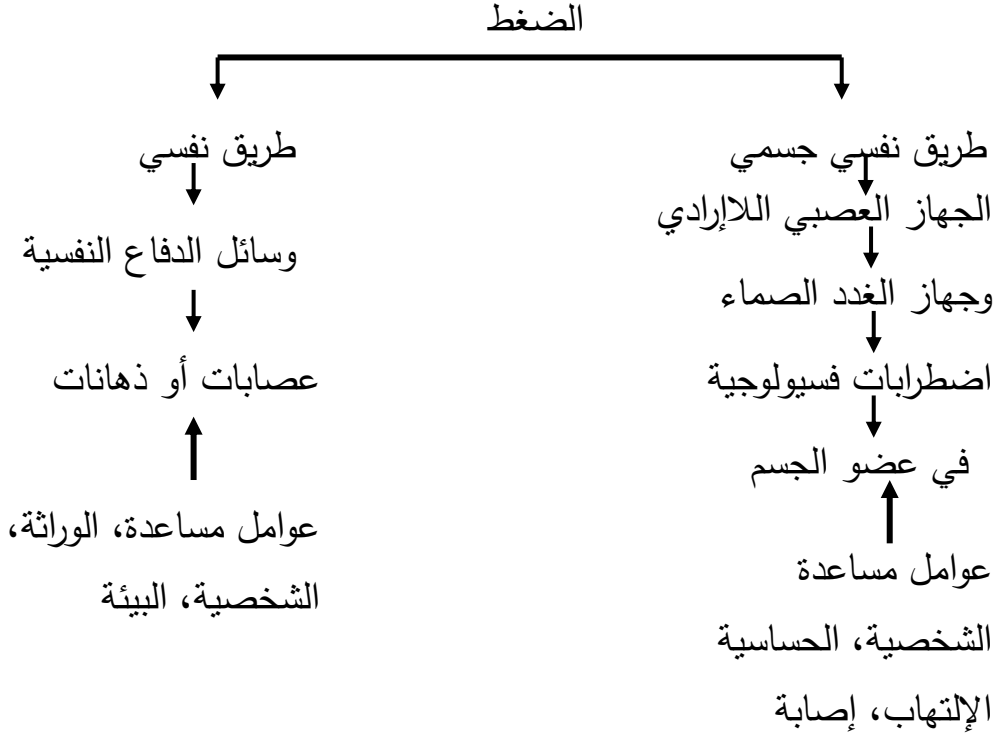 الضغط
طريق نفسي جسمي
الجهاز العصبي اللاإرادي
وجهاز الغدد الصماء
اضطرابات فسيولوجية
في عضو الجسم
عوامل مساعدة
الشخصية، الحساسية
الإلتهاب، إصابة
طريق نفسي
وسائل الدفاع النفسية
عصابات أو ذهانات
عوامل مساعدة، الوراثة،
الشخصية، البيئة